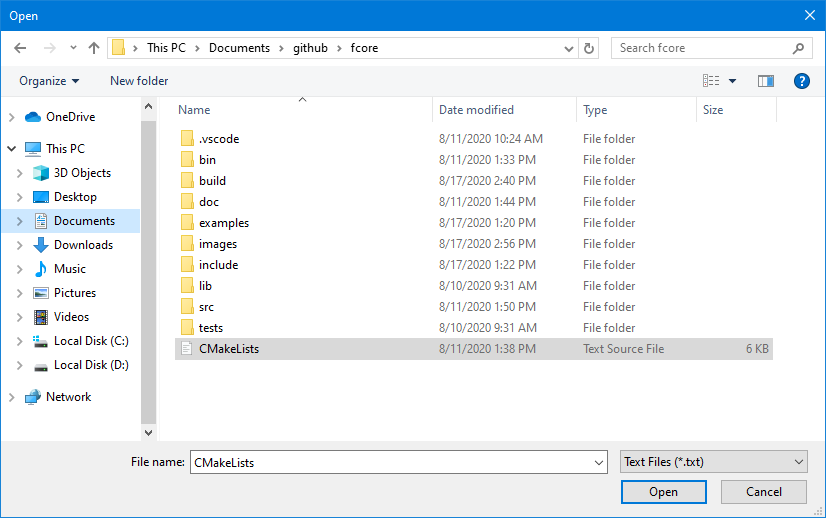 Open
This PC > Documents > github > fcore
Search fcore
Organize New folder
Name Date modified Type Size
OneDrive
This PC
3D Objects
Desktop
Documents
Downloads
Music
Pictures
Videos
Local Disk (C:)
Local Disk (D:)
Network
.vscode 8/11/2020 10:24 AM File folder
bin 8/11/2020 1:33 PM File folder
build 8/17/2020 2:40 PM File folder
doc 8/11/2020 1:44 PM File folder
examples 8/17/2020 1:20 PM File folder
images 8/17/2020 2:56 PM File folder
include 8/17/2020 1:22 PM File folder
lib 8/10/2020 9:31 AM File folder
src 8/11/2020 1:50 PM File folder
tests 8/10/2020 9:31 AM File folder
CMakeLists 8/11/2020 1:38 PM Text Source File 6 KB
File name: CMakeLists Text Files (*.txt)
Open Cancel